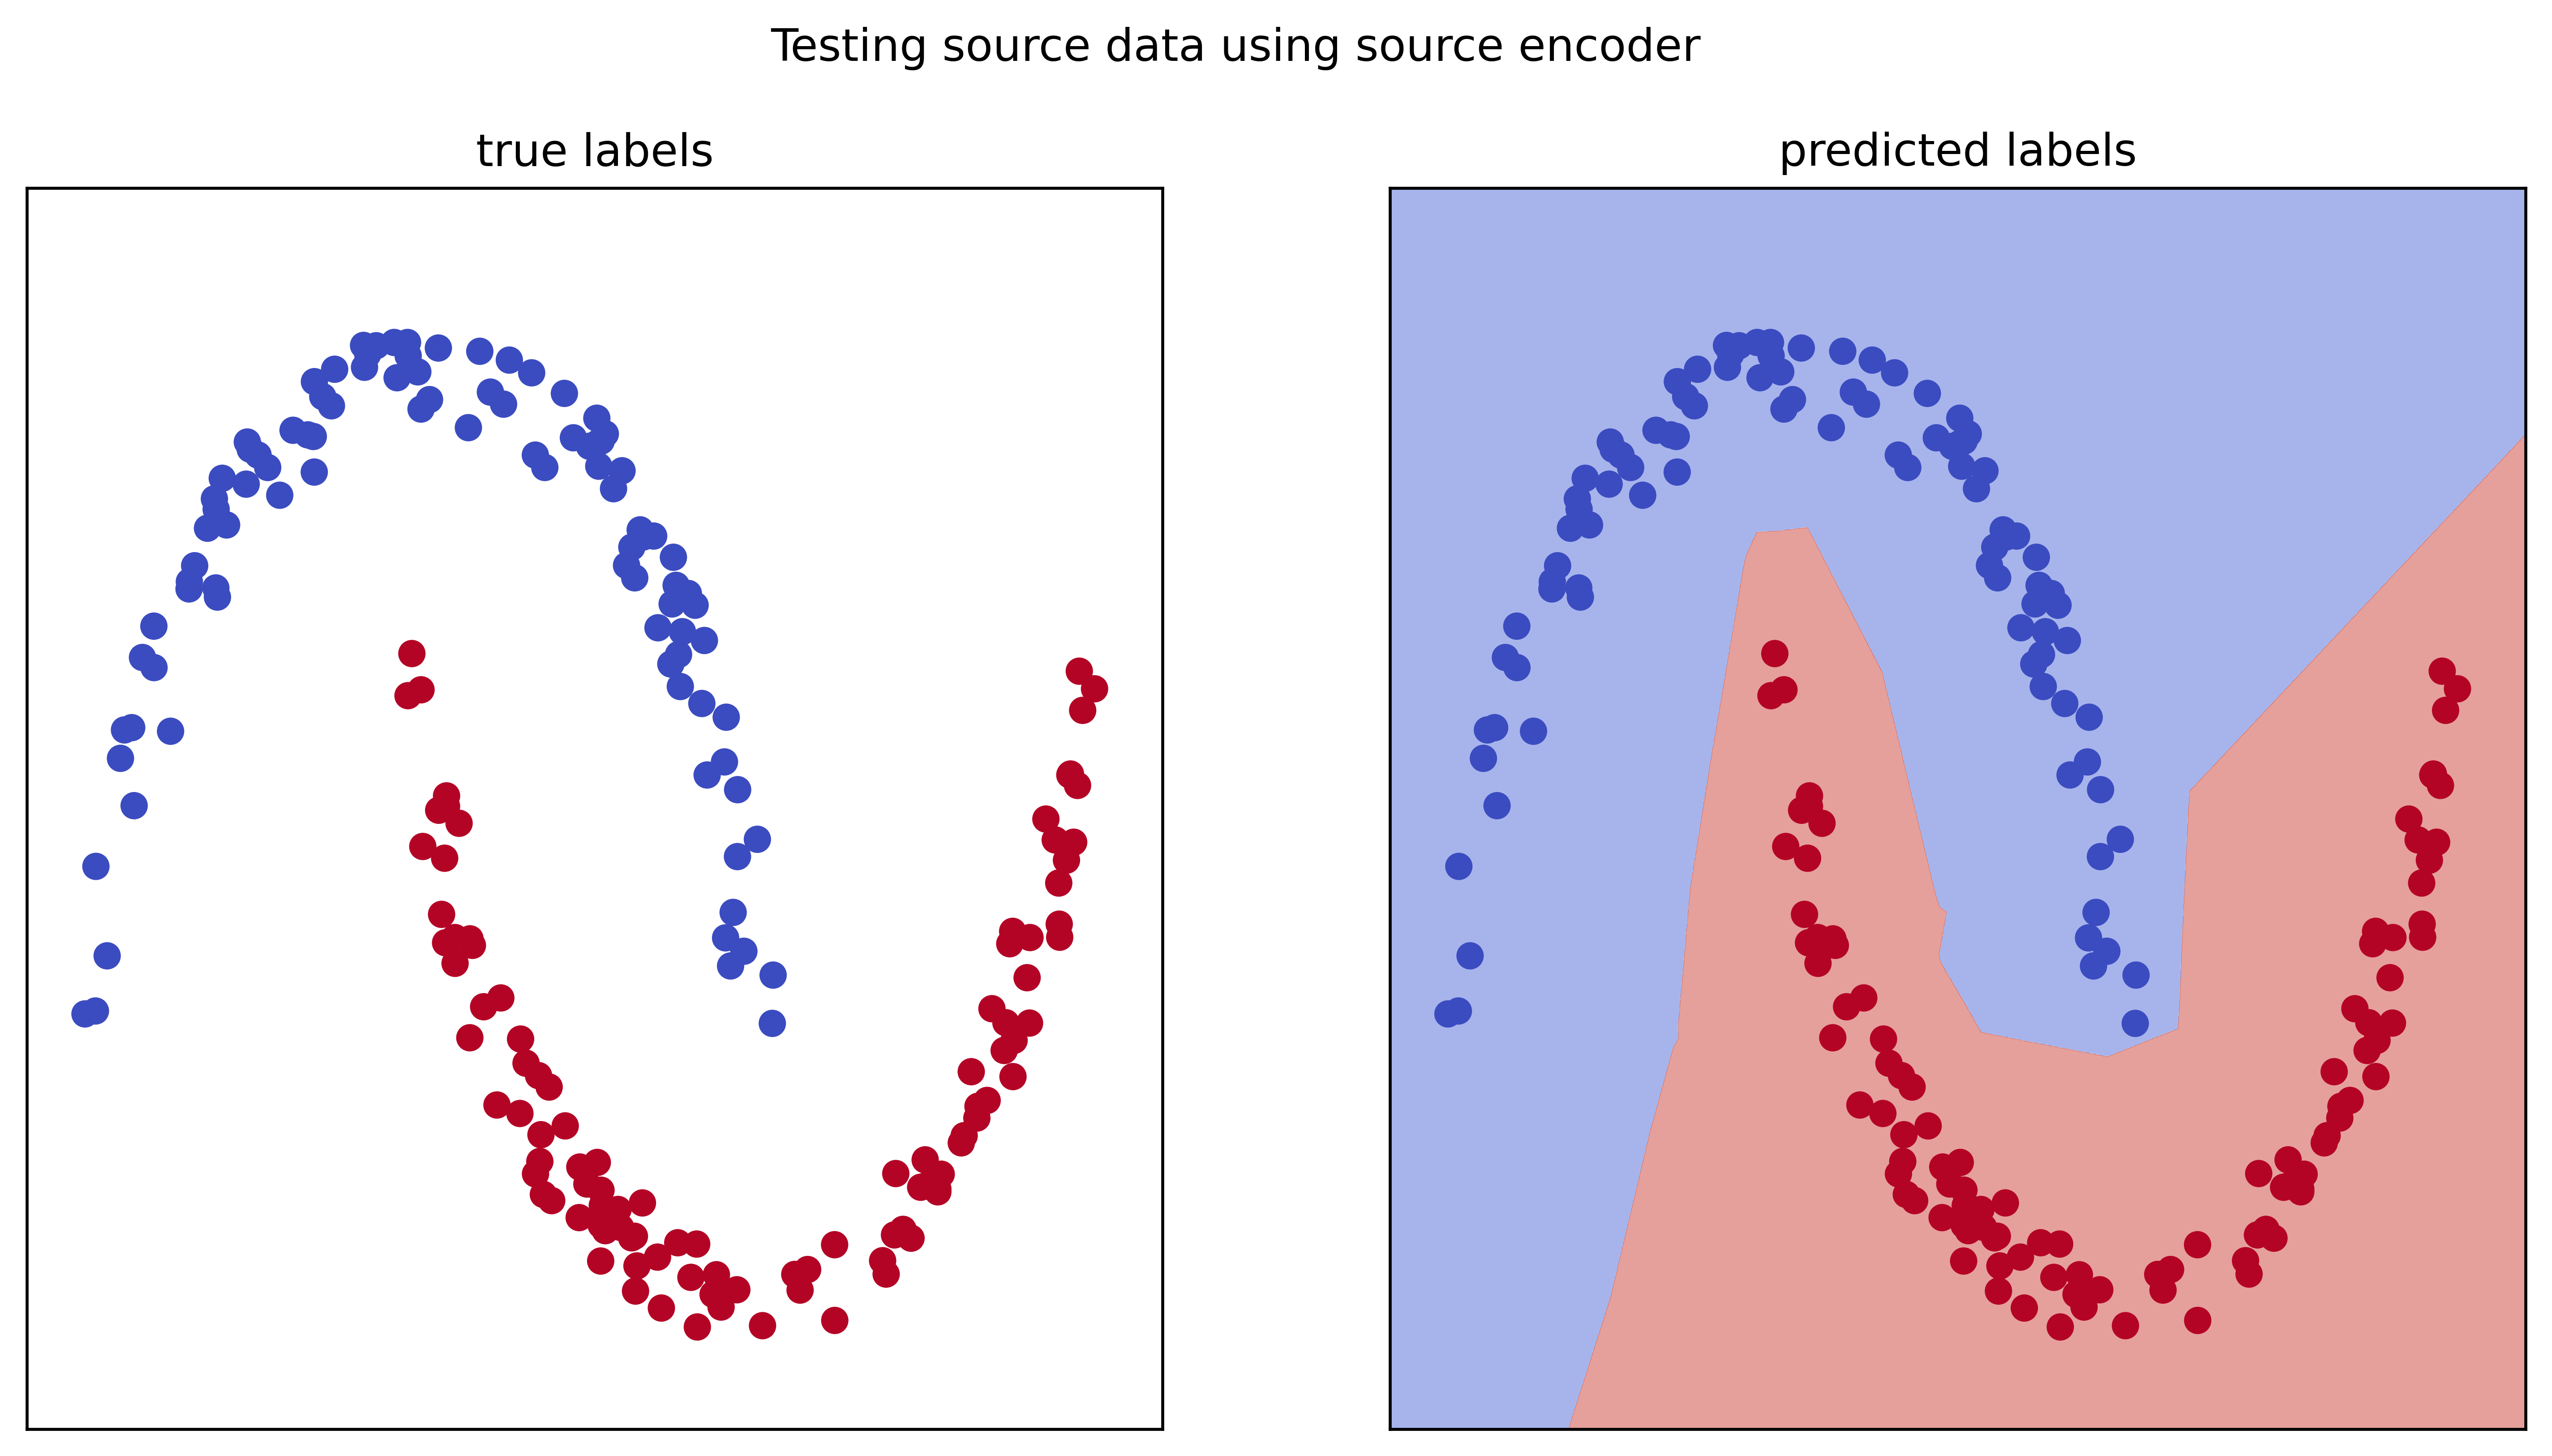 Testing source data using source encoder
true labels
predicted labels